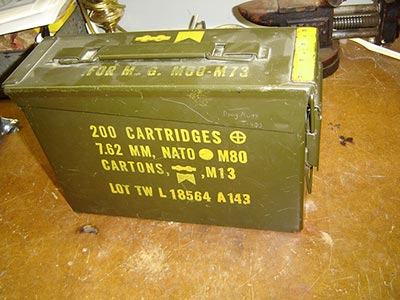 FOR M. G. M60-M73
200 CARTRIDGES
7.62 MM, NATO M80
CARTONS, , M13
LOT TW L 18564 A143